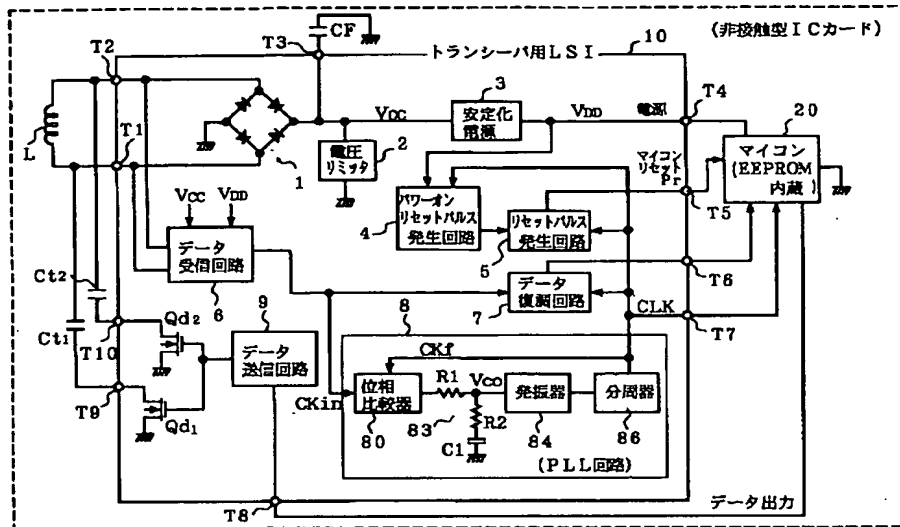 (非接触型ICカード)
CF
T3
トランシーバ用LSI
10
T2
3
T4
L
VCC
安定化
電源
VDD
電源
20
T1
電圧
リミッタ
2
1
マイコン
(EEPROM
内蔵)
マイコン
リセット
Pr
VCC
VDD
パワーオン
リセットパルス
発生回路
4
リセットパルス
発生回路
5
T5
データ
受信回路
6
Ct2
T6
データ
復調回路
7
CLK
T7
Qd2
9
8
Ct1
T10
データ
送信回路
CKf
位相
比較器
80
R1
VCO
発振器
84
分周器
86
T9
CKin
83
R2
Qd1
C1
(PLL回路)
T8
データ出力